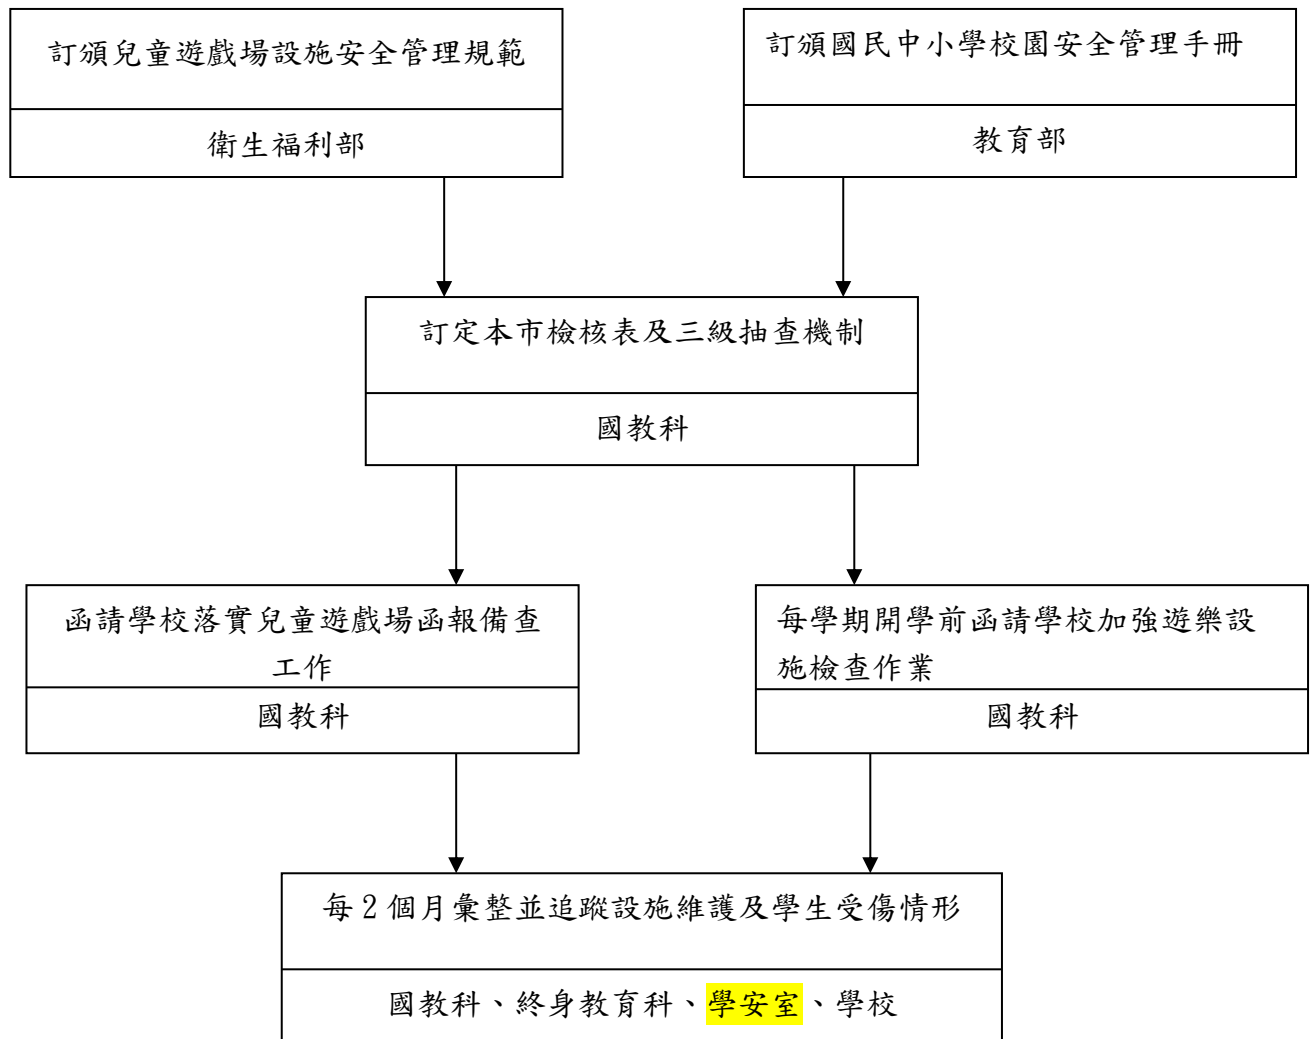 訂頒兒童遊戲場設施安全管理規範
衛生福利部
訂頒國民中小學校園安全管理手冊
教育部
訂定本市檢核表及三級抽查機制
國教科
函請學校落實兒童遊戲場函報備查
工作
國教科
每學期開學前函請學校加強遊樂設
施檢查作業
國教科
每2個月彙整並追蹤設施維護及學生受傷情形
國教科、終身教育科、學安室、學校